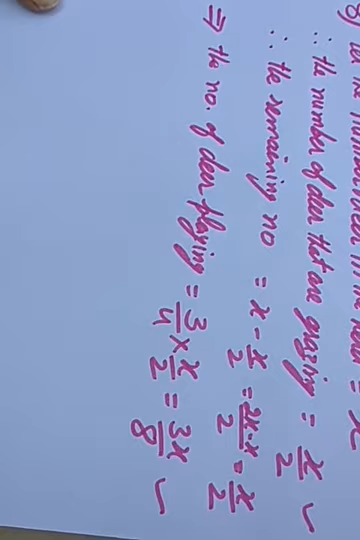 ∴ the number of deer that are grazing = x/2 ✓
∴ the remaining no = x - x/2 = 2x-x/2 = x/2
⇒ the no. of deer playing = 3/4 × x/2 = 3x/8 ✓